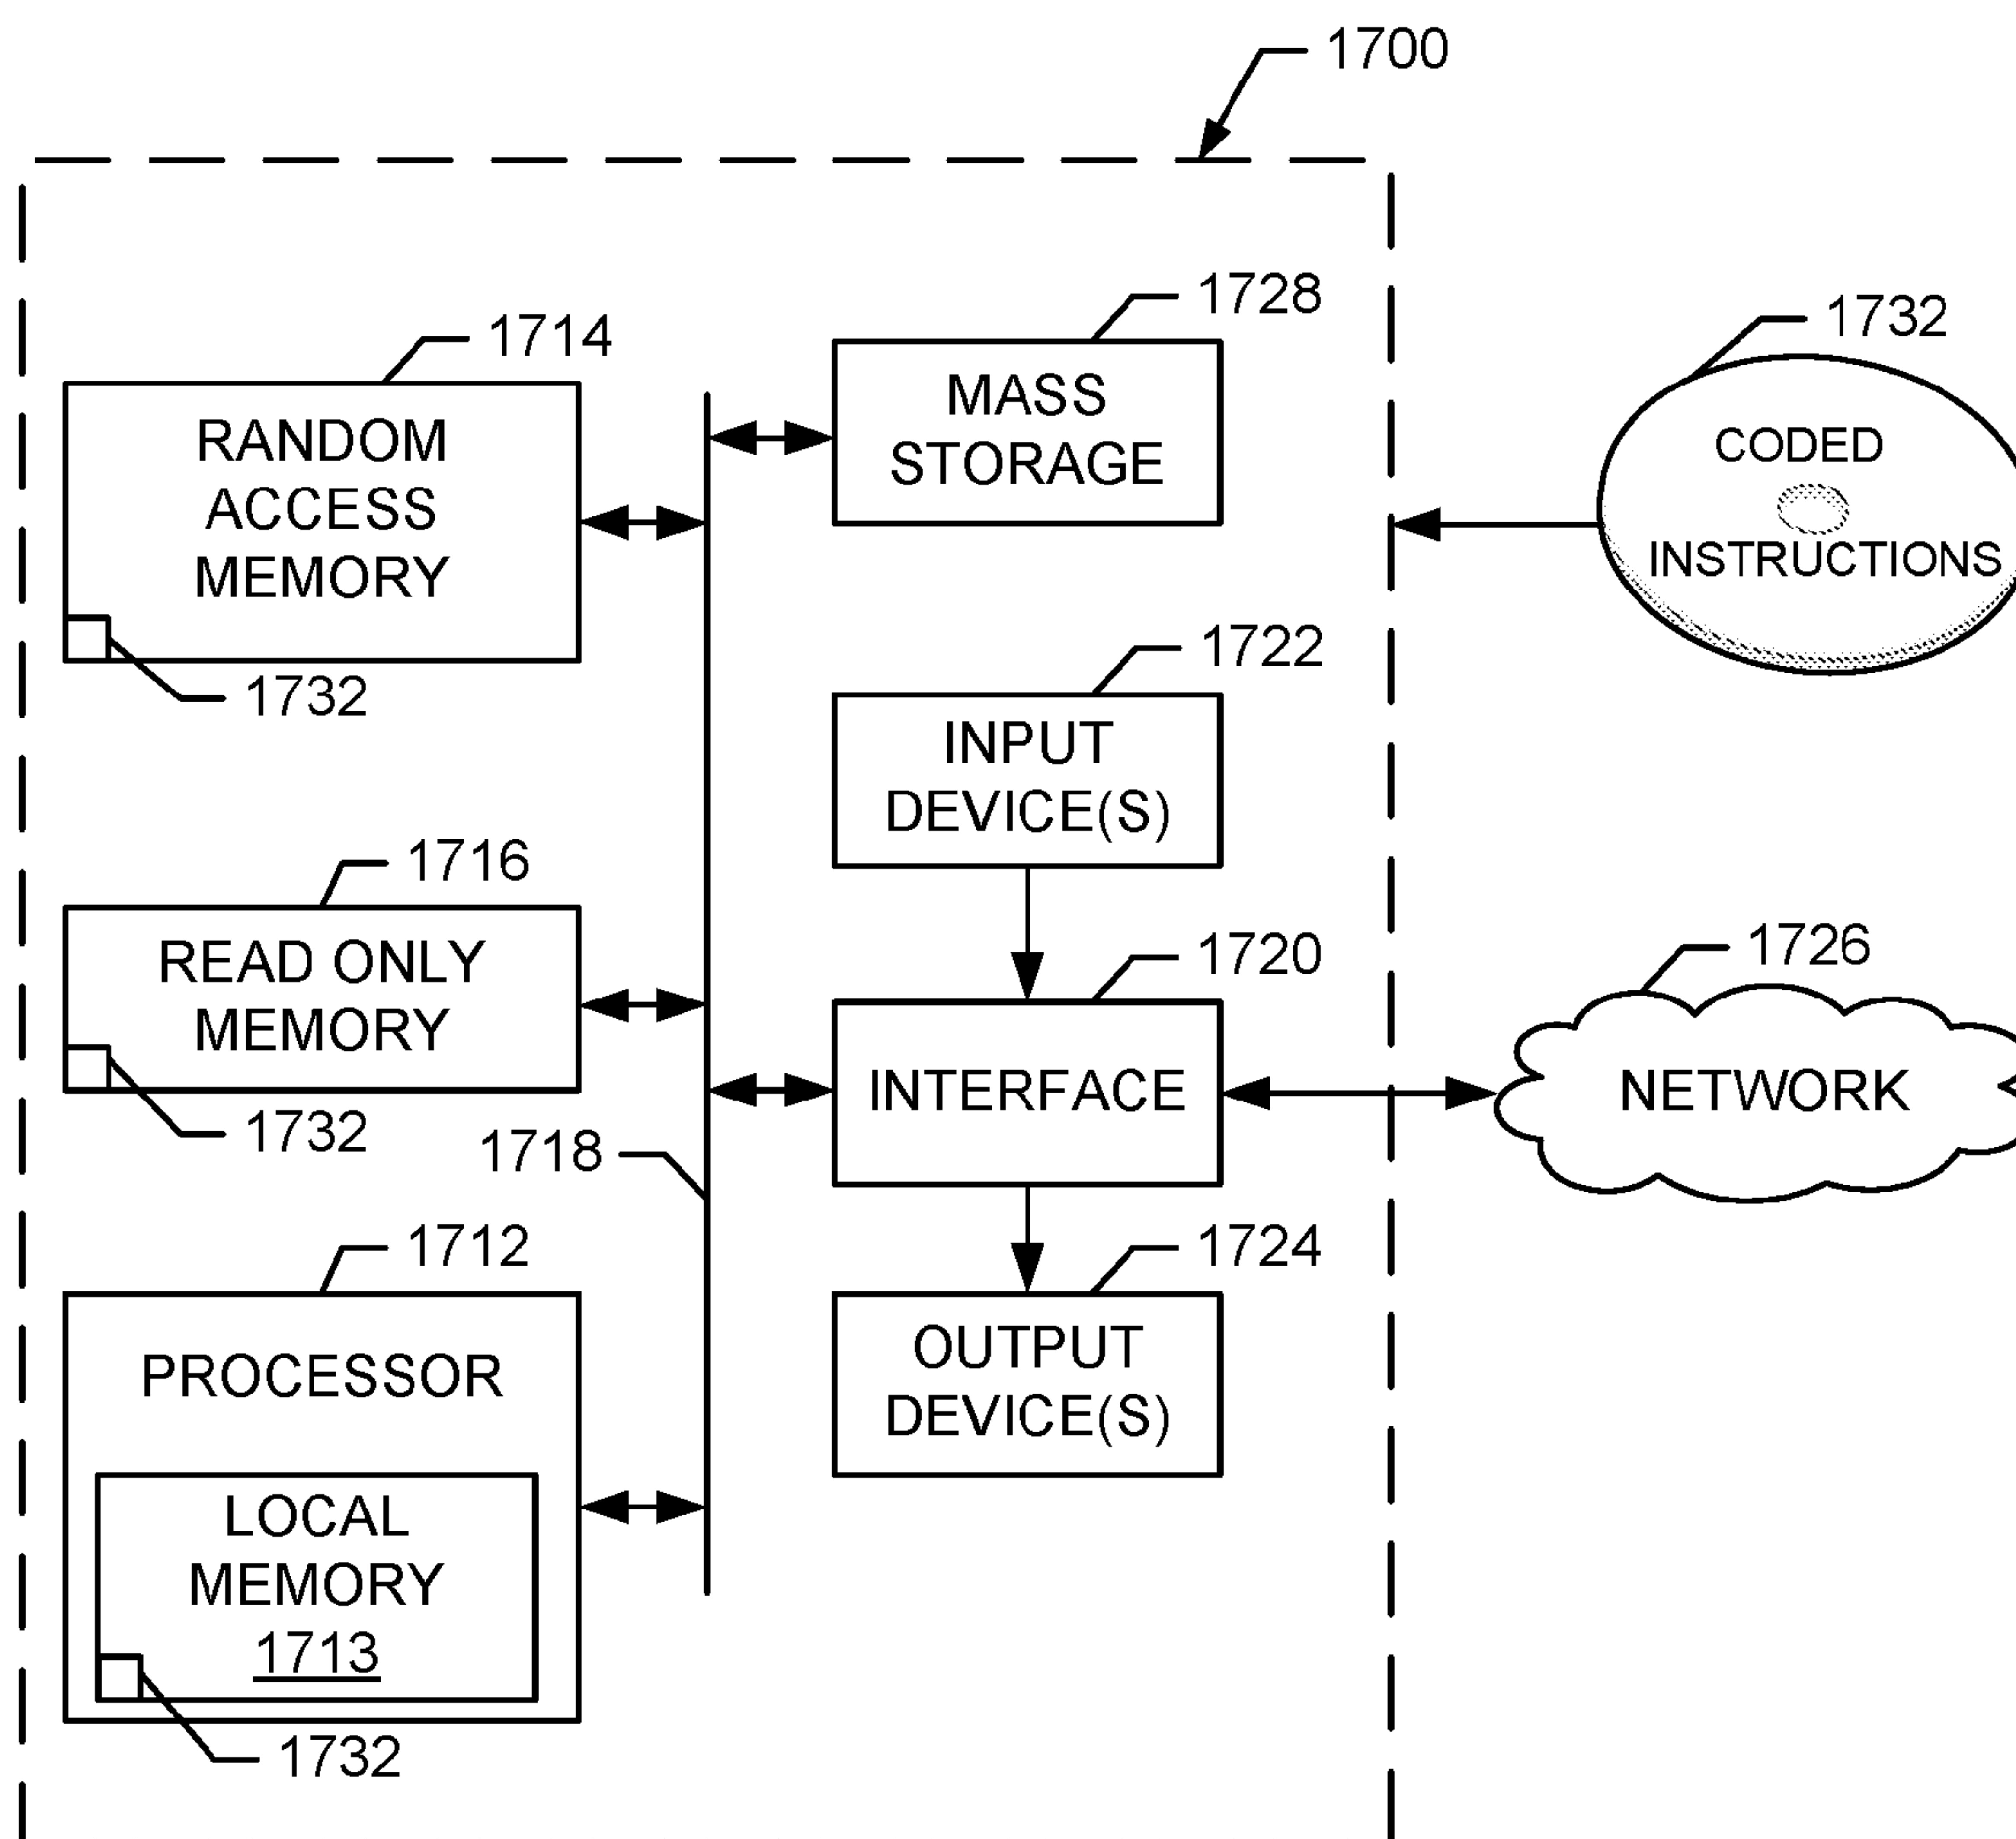 1700
1728
MASS
STORAGE
1714
RANDOM
ACCESS
MEMORY
1732
1732
CODED
INSTRUCTIONS
1722
INPUT
DEVICE(S)
1716
READ ONLY
MEMORY
1732
1720
INTERFACE
1726
NETWORK
1718
1712
PROCESSOR
LOCAL
MEMORY
1713
1732
1724
OUTPUT
DEVICE(S)